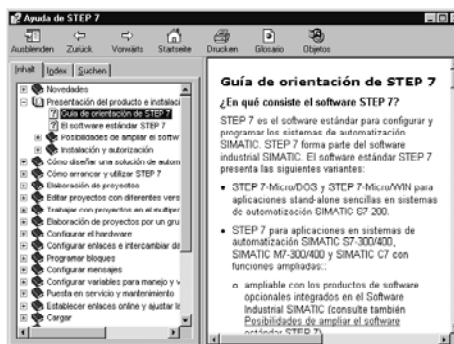 Ayuda de STEP 7
Ausblenden Zurück Vorwärts Startseite Drucken Glosario Objetos
Inhalt Index Suchen
Novedades
Presentación del producto e instalaci
Guía de orientación de STEP 7
El software estándar STEP 7
Posibilidades de ampliar el softw
Instalación y autorización
Cómo diseñar una solución de autom
Cómo arrancar y utilizar STEP 7
Elaboración de proyectos
Editar proyectos con diferentes vers
Trabajar con proyectos en el multipr
Elaboración de proyectos por un gru
Configurar el hardware
Configurar enlaces e intercambiar da
Programar bloques
Configurar mensajes
Configurar variables para manejo y v
Puesta en servicio y mantenimiento
Establecer enlaces online y ajustar la
Cargar
Guía de orientación de STEP 7
¿En qué consiste el software STEP 7?
STEP 7 es el software estándar para configurar y
programar los sistemas de automatización
SIMATIC. STEP 7 forma parte del software
industrial SIMATIC. El software estándar STEP 7
presenta las siguientes variantes:
STEP 7-Micro/DOS y STEP 7-Micro/WIN para
aplicaciones stand-alone sencillas en sistemas
de automatización SIMATIC S7-200.
STEP 7 para aplicaciones en sistemas de
automatización SIMATIC S7-300/400,
SIMATIC M7-300/400 y SIMATIC C7 con
funciones ampliadas::
ampliable con los productos de software
opcionales integrados en el Software
Industrial SIMATIC (consulte también
Posibilidades de ampliar el software
estándar STEP 7)